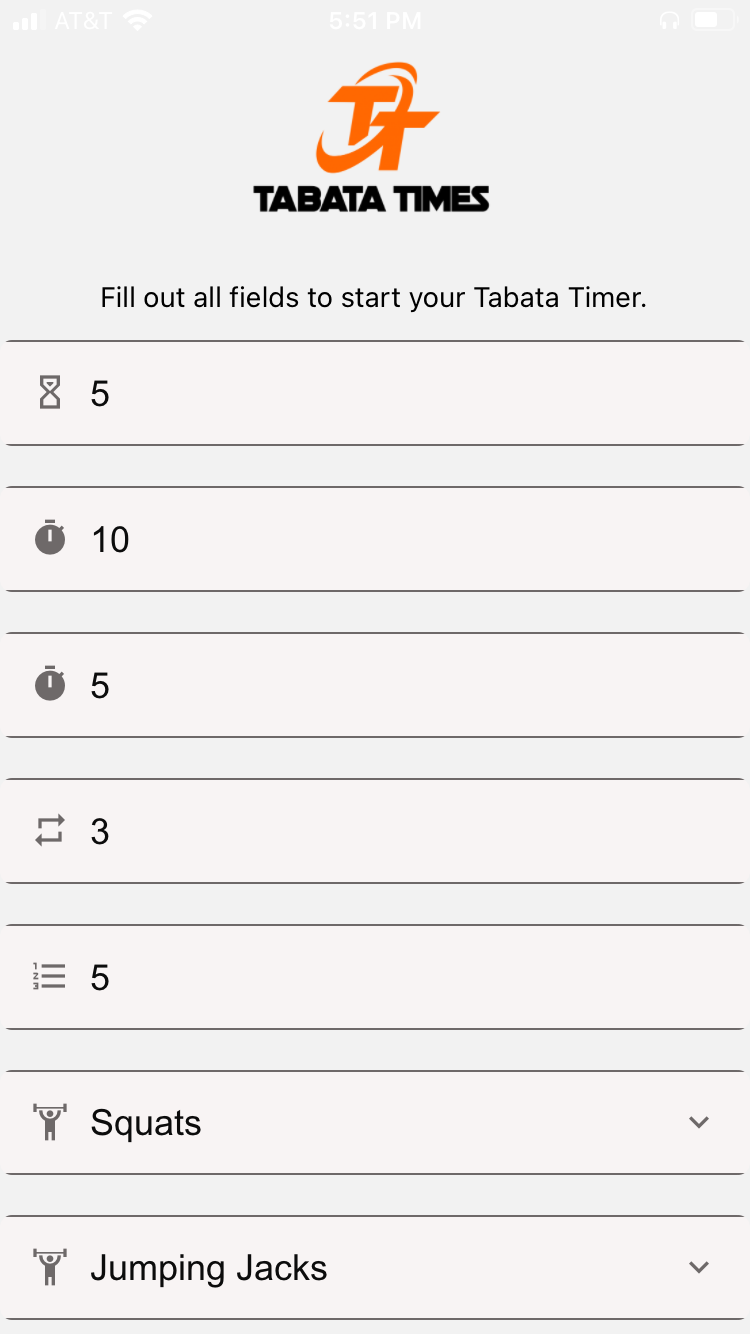 AT&T 5:51 PM
TABATA TIMES
Fill out all fields to start your Tabata Timer.
5
10
5
3
5
Squats
Jumping Jacks